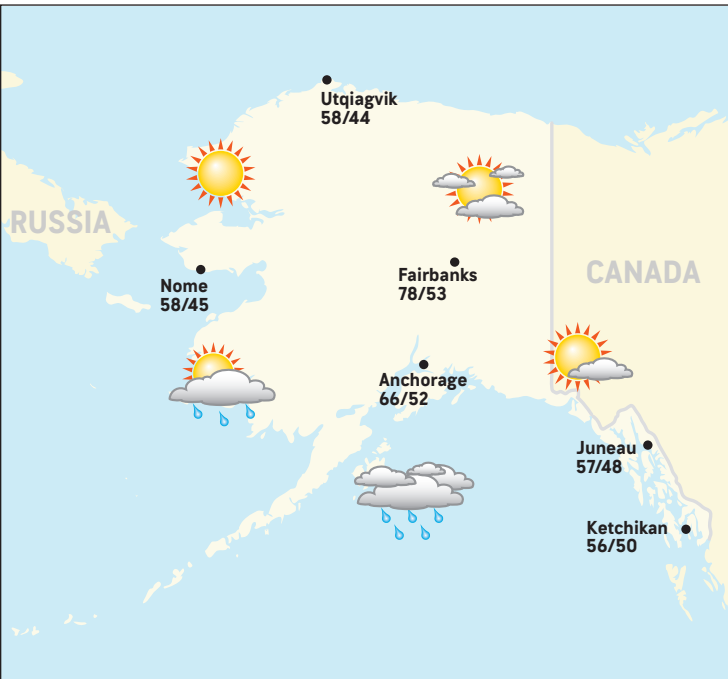 Utqiagvik
58/44
RUSSIA
Nome
58/45
Fairbanks
78/53
CANADA
Anchorage
66/52
Juneau
57/48
Ketchikan
56/50